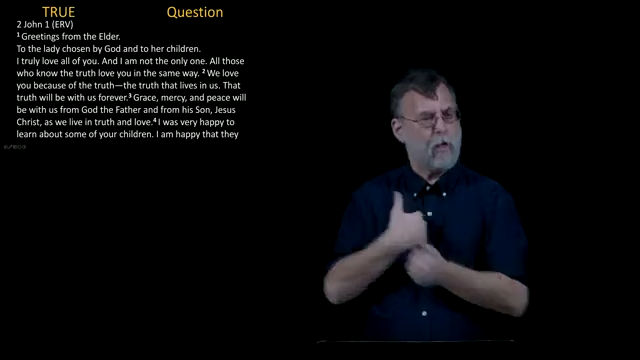 TRUE Question
2 John 1 (ERV)
1 Greetings from the Elder.
To the lady chosen by God and to her children.
I truly love all of you. And I am not the only one. All those
who know the truth love you in the same way. 2 We love
you because of the truth—the truth that lives in us. That
truth will be with us forever.3 Grace, mercy, and peace will
be with us from God the Father and from his Son, Jesus
Christ, as we live in truth and love.4 I was very happy to
learn about some of your children. I am happy that they